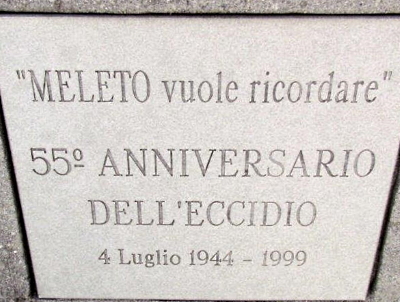 "MELETO vuole ricordare"
55º ANNIVERSARIO
DELL'ECCIDIO
4 Luglio 1944 - 1999